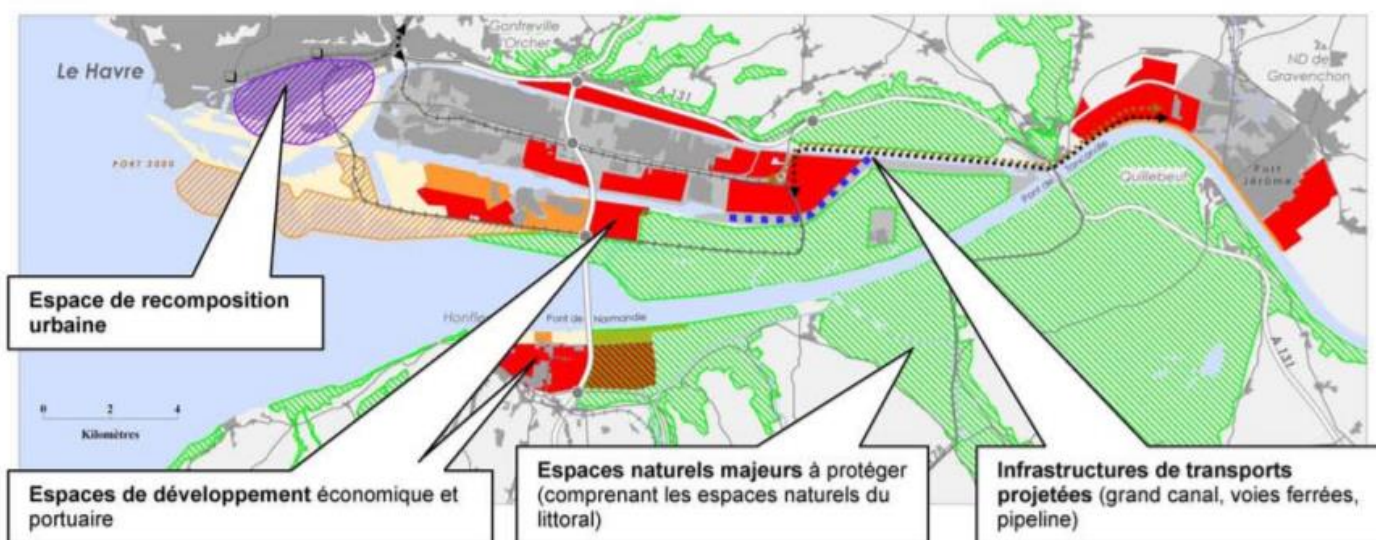 Gonfreville
l'Orcher
Le Havre
A 131
ND de
Gravenchon
PORT 2000
Pont de Tancarville
Quillebeuf
Port
Jérôme
Espace de recomposition
urbaine
Pont de Normandie
A 131
0 2 4
Kilomètres
Espaces de développement économique et
portuaire
Espaces naturels majeurs à protéger
(comprenant les espaces naturels du
littoral)
Infrastructures de transports
projetées (grand canal, voies ferrées,
pipeline)